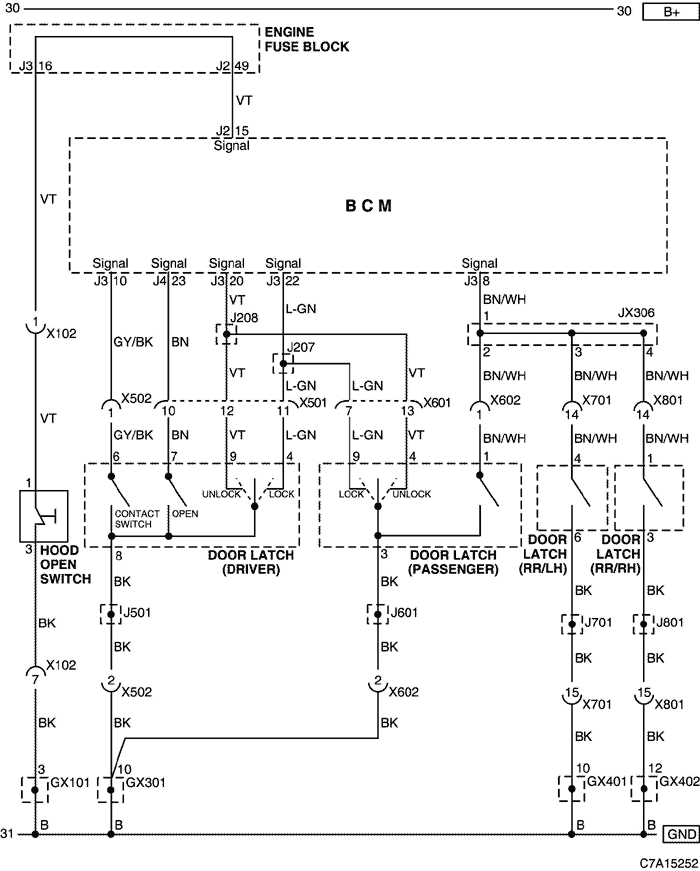 30 30 B+
ENGINE
FUSE BLOCK
J3 16 J2 49
VT
J2 15
Signal
BCM
VT
Signal Signal Signal Signal Signal
J3 10 J4 23 J3 20 J3 22 J3 8
VT L-GN BN/WH
J208 1 JX306
1
X102
GY/BK BN J207
2 3 4
VT L-GN L-GN VT BN/WH BN/WH BN/WH
X502 X501 X601 X602 X701 X801
1 10 12 11 7 13 1 14 14
VT
GY/BK BN VT L-GN L-GN VT BN/WH BN/WH BN/WH
6 7 9 4 9 4 1 4 1
1
UNLOCK LOCK LOCK UNLOCK
CONTACT
SWITCH
OPEN
3
HOOD
OPEN
SWITCH
8
DOOR LATCH
(DRIVER)
3
DOOR LATCH
(PASSENGER)
DOOR
LATCH
(RR/LH)
6
DOOR
LATCH
(RR/RH)
3
BK BK BK BK
J501 J601 J701 J801
BK
BK BK BK BK
X102
7
2 X502
2 X602
15 X701
15 X801
BK BK BK BK BK
3 10 10 12
GX101 GX301 GX401 GX402
B B B B
31 GND
C7A15252